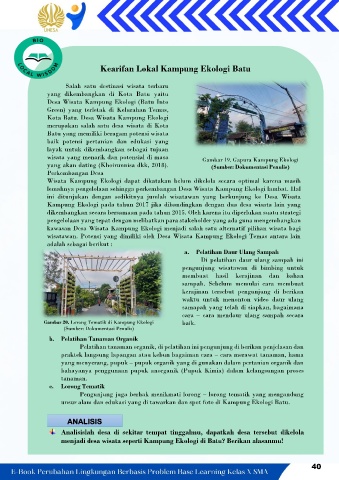 UNESA
BIO
LOCAL WISDOM
Kearifan Lokal Kampung Ekologi Batu
Salah satu destinasi wisata terbaru
yang dikembangkan di Kota Batu yaitu
Desa Wisata Kampung Ekologi (Batu Into
Green) yang terletak di Kelurahan Temas,
Kota Batu. Desa Wisata Kampung Ekologi
merupakan salah satu desa wisata di Kota
Batu yang memiliki beragam potensi wisata
baik potensi pertanian dan edukasi yang
layak untuk dikembangkan sebagai tujuan
wisata yang menarik dan potensial di masa
yang akan datang (Khoirunnisa dkk, 2018).
Perkembangan Desa
Gambar 19. Gapura Kampung Ekologi
(Sumber: Dokumentasi Penulis)
Wisata Kampung Ekologi dapat dikatakan belum dikelola secara optimal karena masih
lemahnya pengelolaan sehingga perkembangan Desa Wisata Kampung Ekologi lambat. Hal
ini ditunjukan dengan sedikitnya jumlah wisatawan yang berkunjung ke Desa Wisata
Kampung Ekologi pada tahun 2017 jika dibandingkan dengan dua desa wisata lain yang
dikembangkan secara bersamaan pada tahun 2015. Oleh karena itu diperlukan suatu strategi
pengelolaan yang tepat dengan melibatkan para stakeholder yang ada guna mengembangkan
kawasan Desa Wisata Kampung Ekologi menjadi salah satu alternatif pilihan wisata bagi
wisatawan. Potensi yang dimiliki oleh Desa Wisata Kampung Ekologi Temas antara lain
adalah sebagai berikut :
a. Pelatihan Daur Ulang Sampah
Di pelatihan daur ulang sampah ini
pengunjung wisatawan di bimbing untuk
membuat hasil kerajinan dan bahan
sampah. Sebelum memulai cara membuat
kerajinan tersebut pengunjung di berikan
waktu untuk menonton video daur ulang
samapah yang telah di siapkan, bagaimana
cara – cara mendaur ulang sampah secara
baik.
Gambar 20. Lorong Tematik di Kampung Ekologi
(Sumber: Dokumentasi Penulis)
b. Pelatihan Tanaman Organik
Pelatihan tanaman organik, di pelatihan ini pengunjung di berikan penjelasan dan
praktek langsung lapangan atau kebun bagaimana cara – cara merawat tanaman, hama
yang menyerang, pupuk – pupuk organik yang di gunakan dalam pertanian organik dan
bahayanya penggunaan pupuk anorganik (Pupuk Kimia) dalam kelangsungan proses
tanaman.
c. Lorong Tematik
Pengunjung juga berhak menikmati lorong – lorong tematik yang mengandung
unsur alam dan edukasi yang di tawarkan dan spot foto di Kampung Ekologi Batu.
ANALISIS
Analisislah desa di sekitar tempat tinggalmu, dapatkah desa tersebut dikelola
menjadi desa wisata seperti Kampung Ekologi di Batu? Berikan alasanmu!
E-Book Perubahan Lingkungan Berbasis Problem Base Learning Kelas X SMA
40